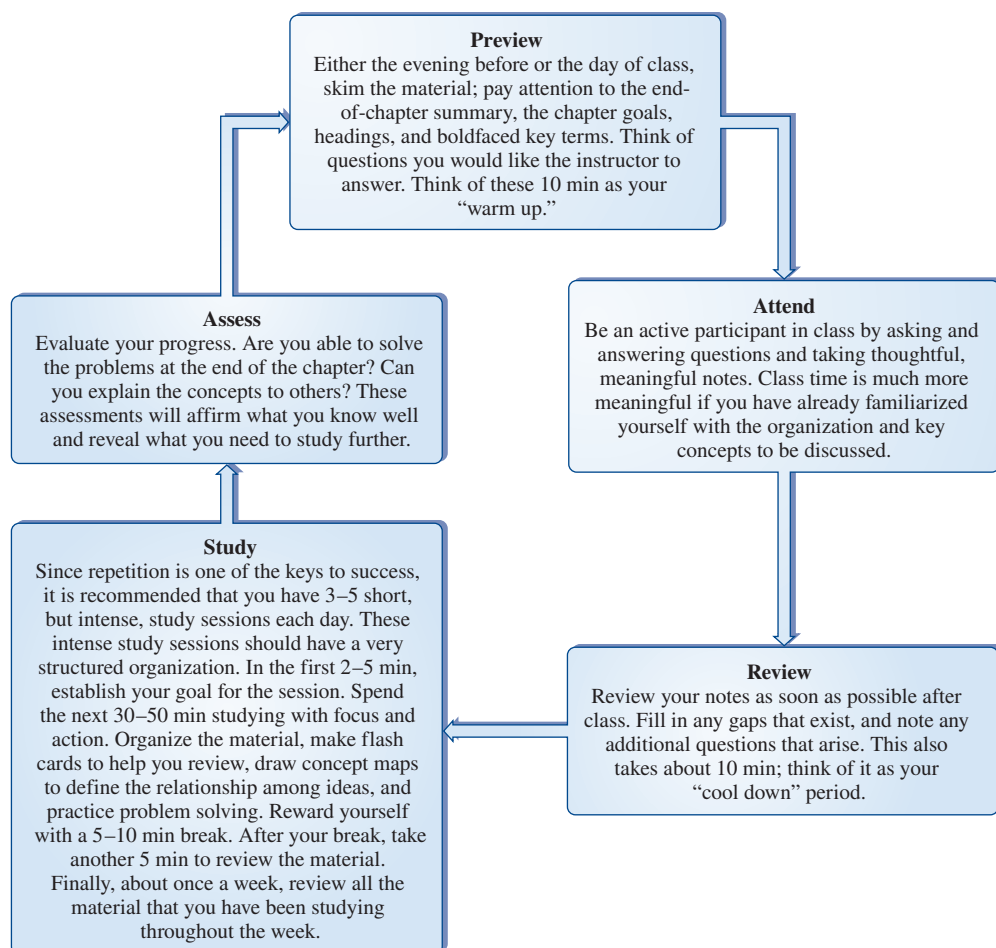 Preview
Either the evening before or the day of class,
skim the material; pay attention to the end-
of-chapter summary, the chapter goals,
headings, and boldfaced key terms. Think of
questions you would like the instructor to
answer. Think of these 10 min as your
“warm up.”
Attend
Be an active participant in class by asking and
answering questions and taking thoughtful,
meaningful notes. Class time is much more
meaningful if you have already familiarized
yourself with the organization and key
concepts to be discussed.
Review
Review your notes as soon as possible after
class. Fill in any gaps that exist, and note any
additional questions that arise. This also
takes about 10 min; think of it as your
“cool down” period.
Study
Since repetition is one of the keys to success,
it is recommended that you have 3–5 short,
but intense, study sessions each day. These
intense study sessions should have a very
structured organization. In the first 2–5 min,
establish your goal for the session. Spend
the next 30–50 min studying with focus and
action. Organize the material, make flash
cards to help you review, draw concept maps
to define the relationship among ideas, and
practice problem solving. Reward yourself
with a 5–10 min break. After your break, take
another 5 min to review the material.
Finally, about once a week, review all the
material that you have been studying
throughout the week.
Assess
Evaluate your progress. Are you able to solve
the problems at the end of the chapter? Can
you explain the concepts to others? These
assessments will affirm what you know well
and reveal what you need to study further.